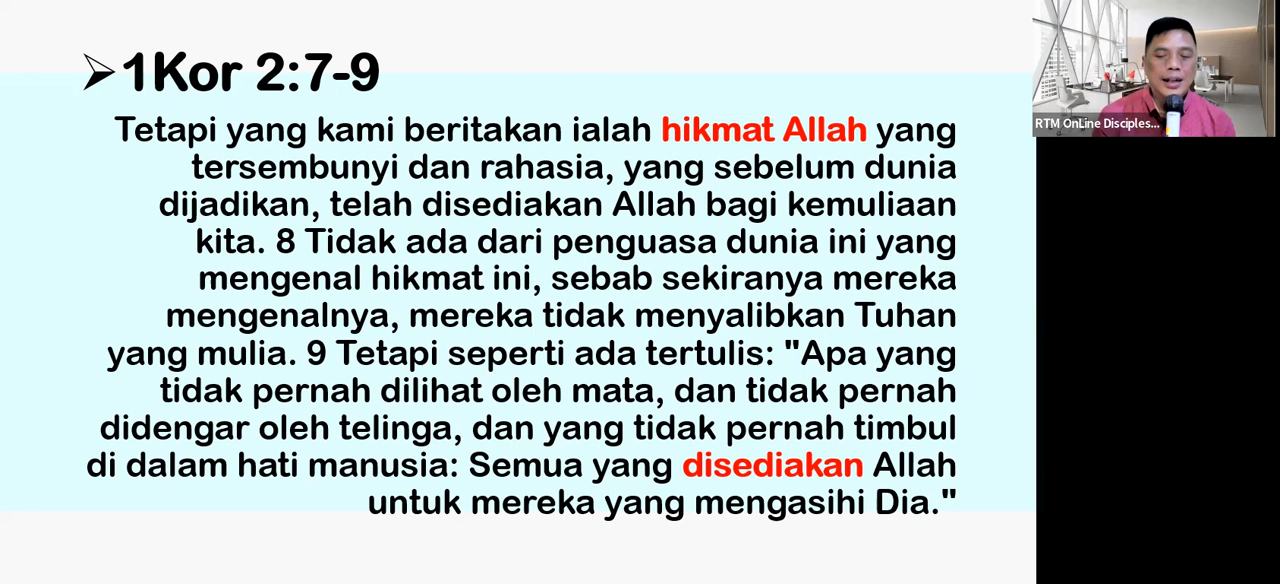 ➢1Kor 2:7-9
Tetapi yang kami beritakan ialah hikmat Allah yang
tersembunyi dan rahasia, yang sebelum dunia
dijadikan, telah disediakan Allah bagi kemuliaan
kita. 8 Tidak ada dari penguasa dunia ini yang
mengenal hikmat ini, sebab sekiranya mereka
mengenalnya, mereka tidak menyalibkan Tuhan
yang mulia. 9 Tetapi seperti ada tertulis: "Apa yang
tidak pernah dilihat oleh mata, dan tidak pernah
didengar oleh telinga, dan yang tidak pernah timbul
di dalam hati manusia: Semua yang disediakan Allah
untuk mereka yang mengasihi Dia."
RTM OnLine Disciples...